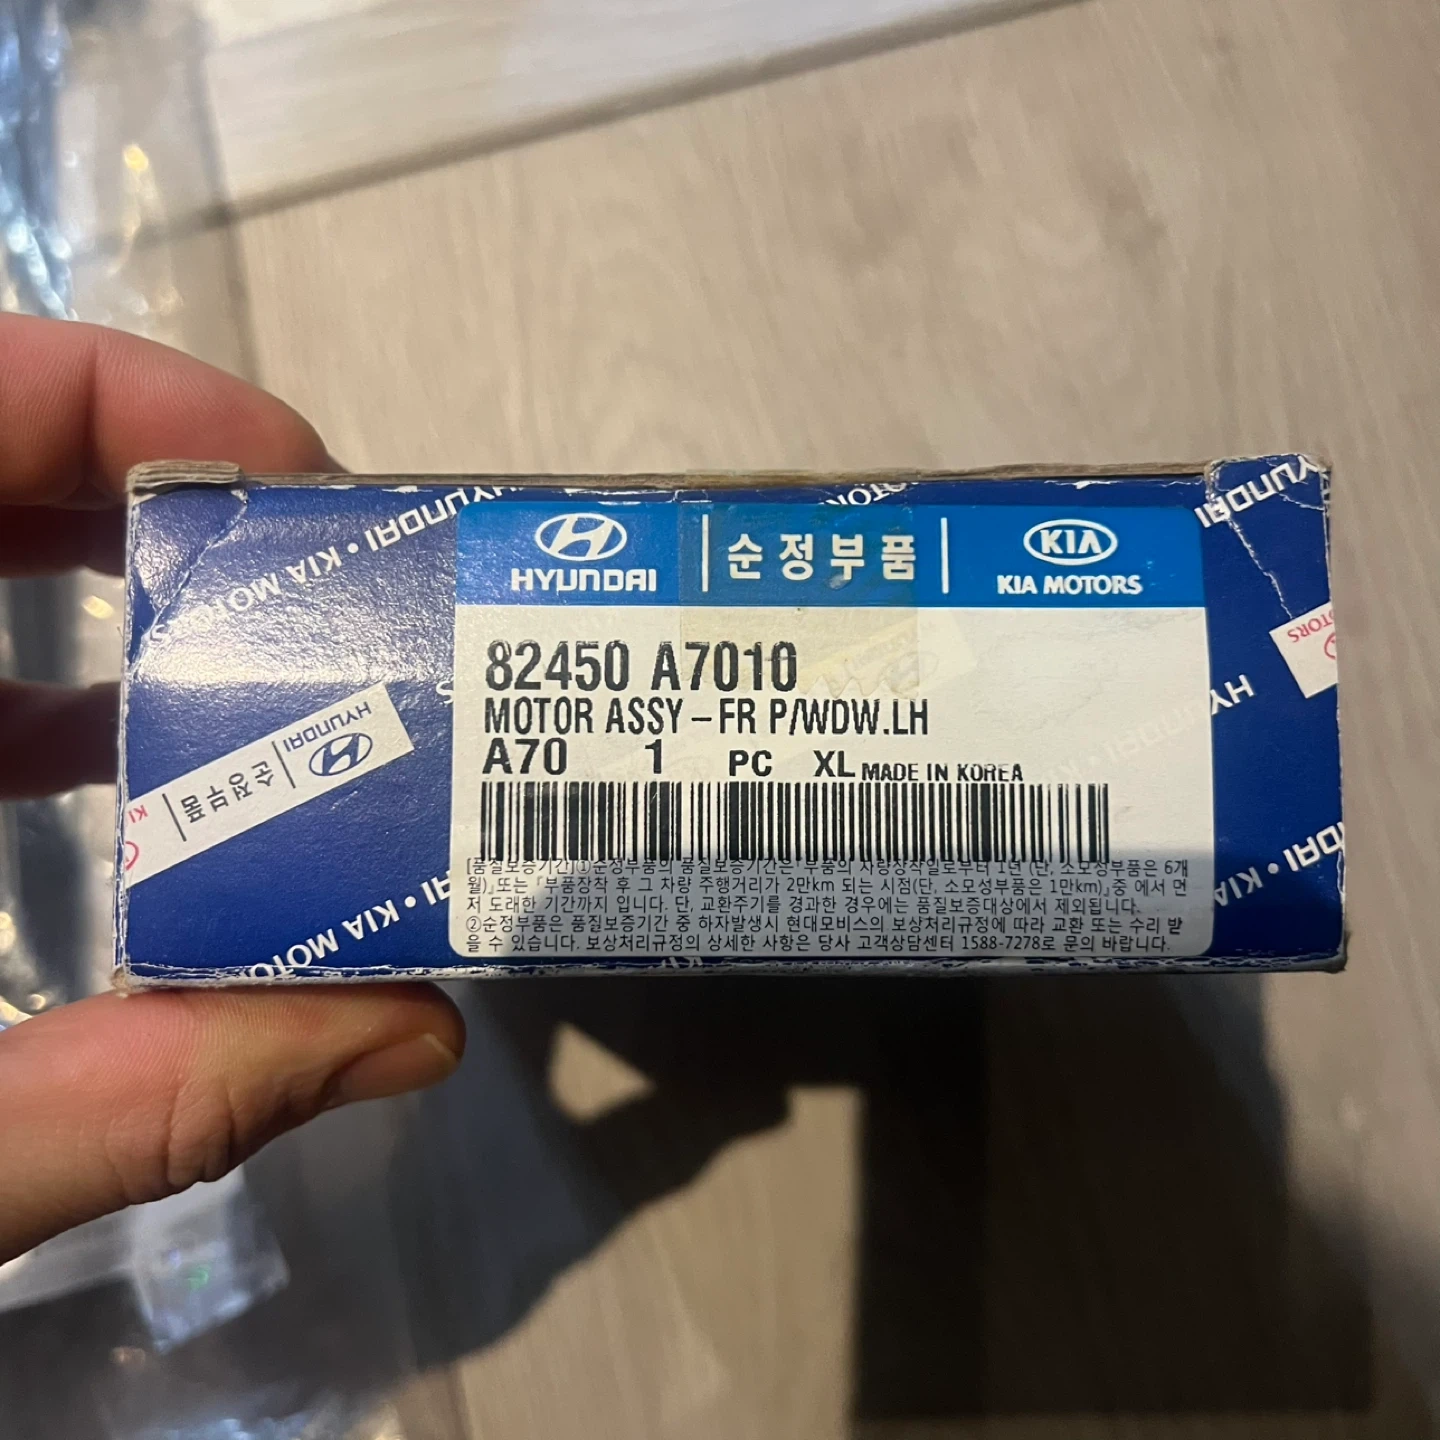 HYUNDAI • KIA MOTORS
HYUNDAI
순정부품
KIA
KIA MOTORS
82450 A7010
MOTOR ASSY-FR P/WDW.LH
A70 1 PC XL MADE IN KOREA
[품질보증기간]①순정부품의 품질보증기간은「부품의 차량장착일로부터 1년 (단, 소모성부품은 6개
월)」또는「부품장착 후 그 차량 주행거리가 2만km 되는 시점(단, 소모성부품은 1만km)」중 에서 먼
저 도래한 기간까지 입니다. 단, 교환주기를 경과한 경우에는 품질보증대상에서 제외됩니다.
②순정부품은 품질보증기간 중 하자발생시 현대모비스의 보상처리규정에 따라 교환 또는 수리 받
을 수 있습니다. 보상처리규정의 상세한 사항은 당사 고객상담센터 1588-7278로 문의 바랍니다.
HYUNDAI
순정부품
KIA MOTORS